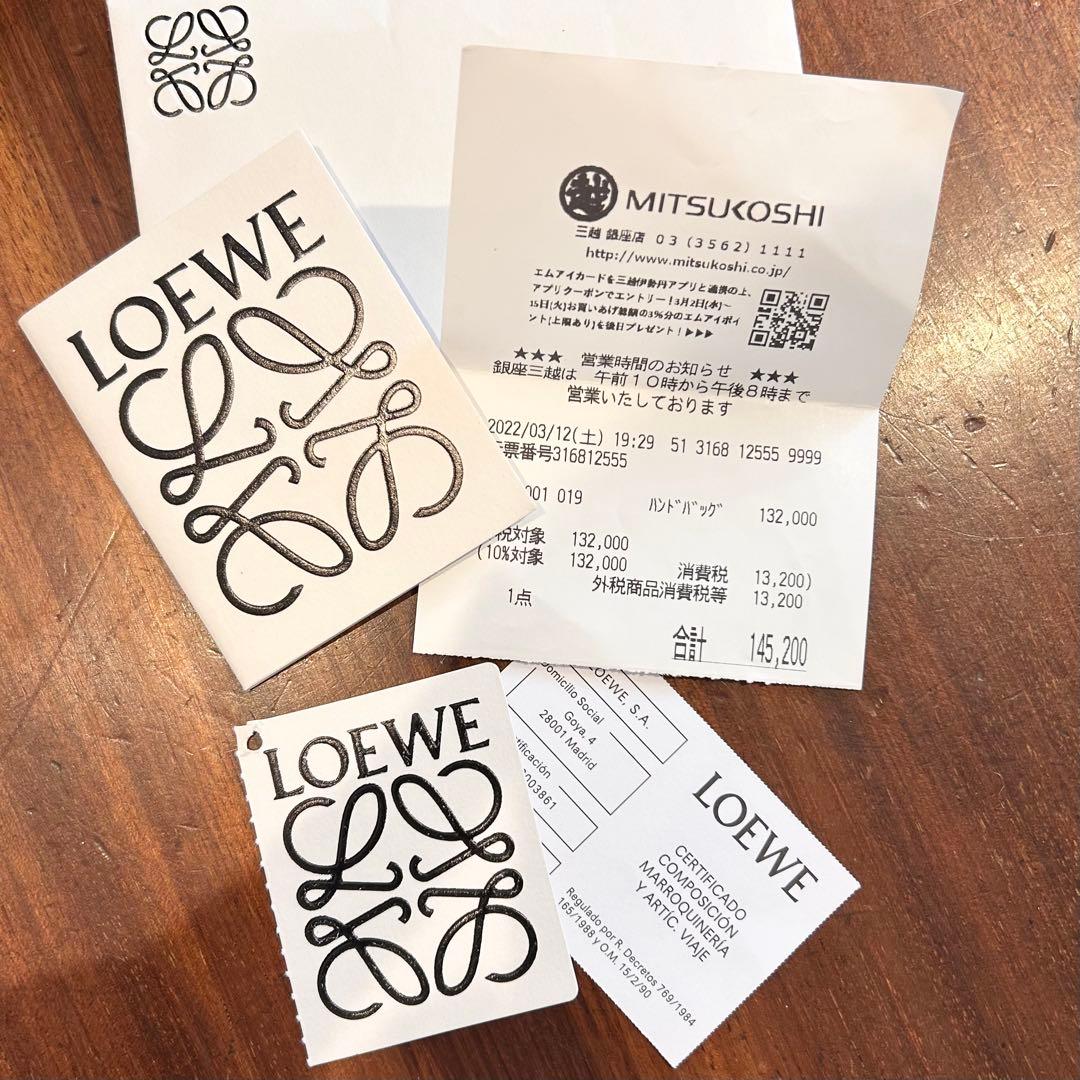 LOEWE
MITSUKOSHI
三越 銀座店 03 (3562) 1111
http://www.mitsukoshi.co.jp/
エムアイカードを三越伊勢丹アプリと連携の上、
アプリクーポンでエントリー！3月2日(水)～
15日(火)お買いあげ総額の3％分のエムアイポイ
ント[上限あり]を後日プレゼント！▶▶▶
★★★ 営業時間のお知らせ ★★★
銀座三越は 午前10時から午後8時まで
営業いたしております
2022/03/12(土) 19:29 51 3168 12555 9999
票番号316812555
001 019 ﾊﾝﾄﾞﾊﾞｯｸﾞ 132,000
税対象 132,000
(10%対象 132,000 消費税 13,200)
外税商品消費税等 13,200
1点
合計 145,200
LOEWE
LOEWE, S.A.
Domicilio Social
Goya, 4
28001 Madrid
003861
LOEWE
CERTIFICADO
COMPOSICIÓN
MARROQUINERÍA
Y ARTÍC. VIAJE
Regulado por R. Decretos 769/1984
165/1988 y O.M. 15/2/90